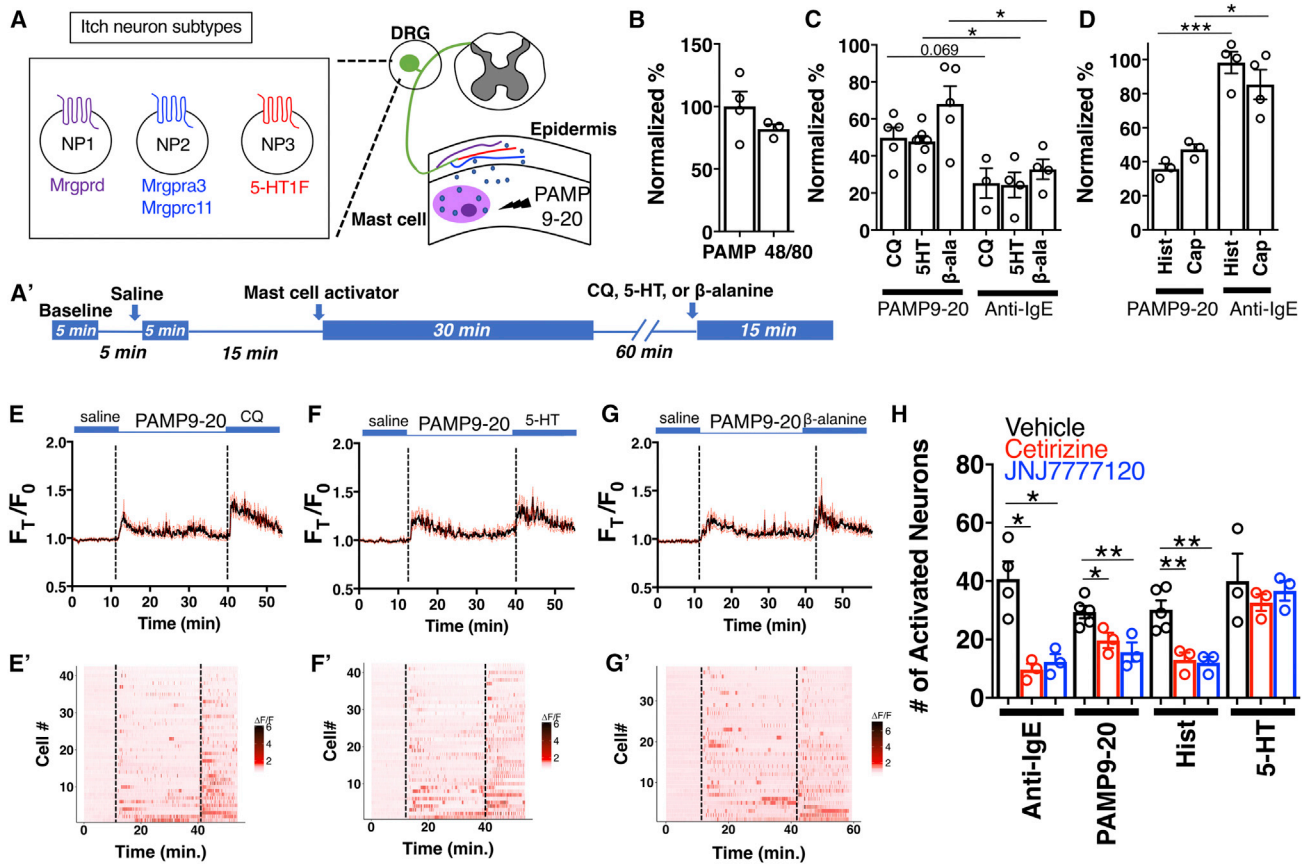 A
Itch neuron subtypes
NP1
NP2
NP3
Mrgprd
Mrgpra3
Mrgprc11
5-HT1F
DRG
Epidermis
PAMP
9-20
Mast cell
B
Normalized %
150
100
50
0
PAMP 48/80
C
Normalized %
100
80
60
40
20
0
*
*
0.069
CQ
5HT
β-ala
CQ
5HT
β-ala
PAMP9-20 Anti-IgE
D
Normalized %
100
80
60
40
20
0
*
***
Hist
Cap
Hist
Cap
PAMP9-20 Anti-IgE
A'
Baseline
Saline
Mast cell activator
CQ, 5-HT, or β-alanine
5 min
5 min
30 min
15 min
5 min
15 min
60 min
E
saline PAMP9-20 CQ
FT/F0
2.0
1.5
1.0
0.5
0 10 20 30 40 50
Time (min)
F
saline PAMP9-20 5-HT
FT/F0
2.0
1.5
1.0
0.5
0 10 20 30 40 50
Time (min)
G
saline PAMP9-20 β-alanine
FT/F0
2.0
1.5
1.0
0.5
0 10 20 30 40 50
Time (min)
H
Vehicle
Cetirizine
JNJ7777120
# of Activated Neurons
80
60
40
20
0
*
*
**
*
**
**
Anti-IgE
PAMP9-20
Hist
5-HT
E'
Cell #
40
30
20
10
0 20 40
Time (min.)
ΔF/F
6
4
2
F'
Cell#
40
30
20
10
0 20 40
Time (min.)
ΔF/F
6
4
2
G'
Cell#
30
20
10
0 20 40 60
Time (min.)
ΔF/F
6
4
2